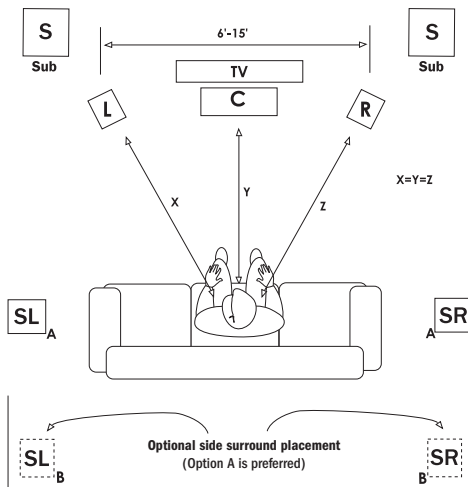 S
Sub
6'-15'
S
Sub
TV
C
L
R
X
Y
Z
X=Y=Z
SL
A
A
SR
Optional side surround placement
(Option A is preferred)
SL
B
B
SR